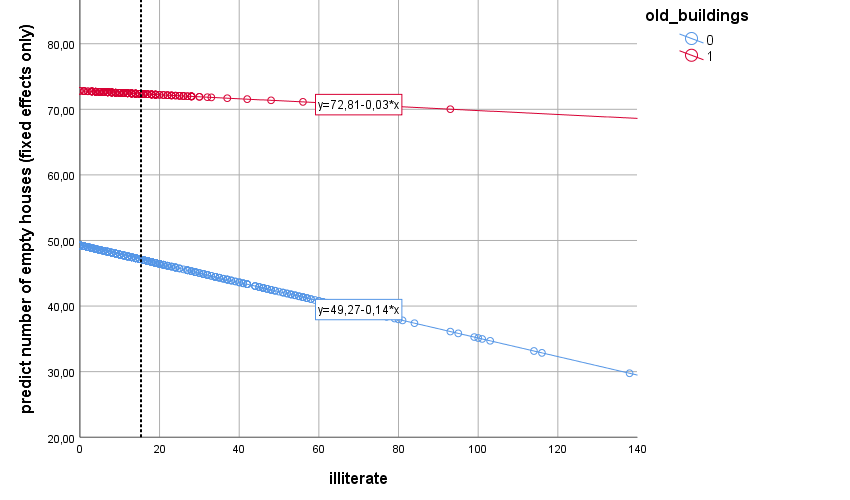 old_buildings
0
1
predict number of empty houses (fixed effects only)
80,00
70,00
60,00
50,00
40,00
30,00
20,00
y=72,81-0,03*x
y=49,27-0,14*x
0 20 40 60 80 100 120 140
illiterate